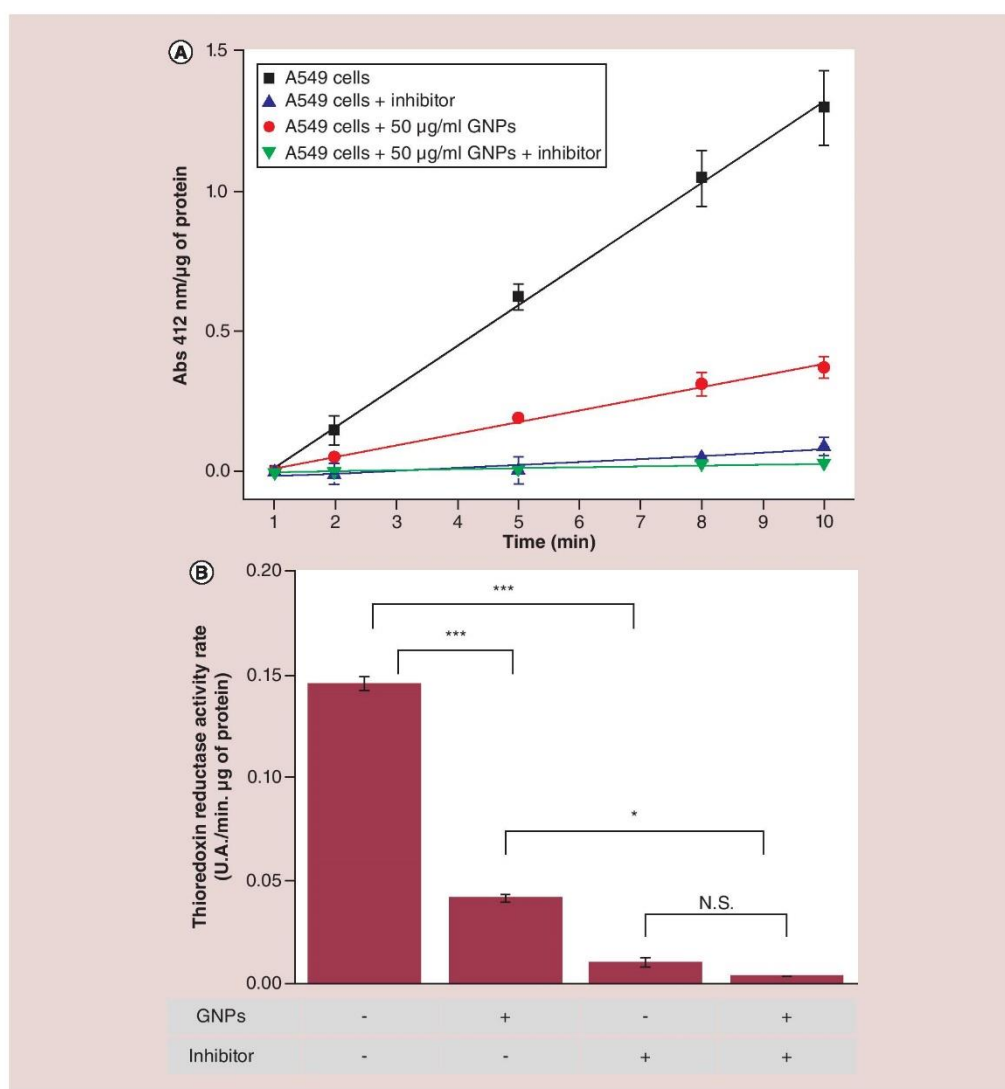 A
1.5
1.0
0.5
0.0
Abs 412 nm/µg of protein
A549 cells
A549 cells + inhibitor
A549 cells + 50 µg/ml GNPs
A549 cells + 50 µg/ml GNPs + inhibitor
1 2 3 4 5 6 7 8 9 10
Time (min)
B
0.20
0.15
0.10
0.05
0.00
Thioredoxin reductase activity rate
(U.A./min. µg of protein)
***
***
*
N.S.
GNPs - + - +
Inhibitor - - + +